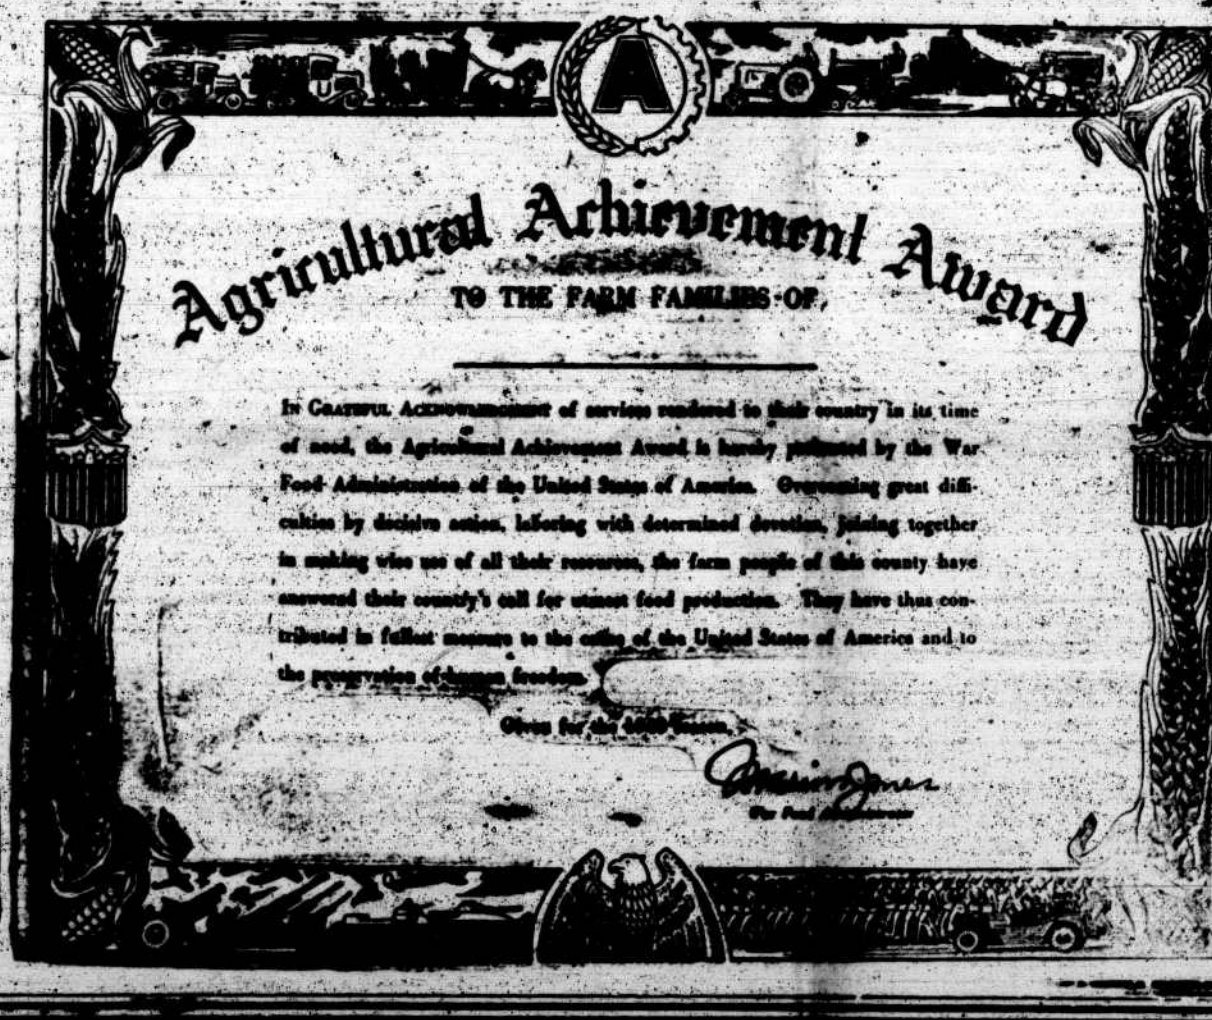 A
Agricultural Achievement Award
TO THE FARM FAMILIES OF
IN GRATEFUL ACKNOWLEDGMENT of services rendered to their country in its time
of need, the Agricultural Achievement Award is hereby presented by the War
Food Administration of the United States of America. Overcoming great diffi-
culties by decisive action, laboring with determined devotion, joining together
in making wise use of all their resources, the farm people of this county have
answered their country's call for utmost food production. They have thus con-
tributed in fullest measure to the cause of the United States of America and to
the preservation of human freedom.
Given for the Season.
Marvin Jones
War Food Administrator